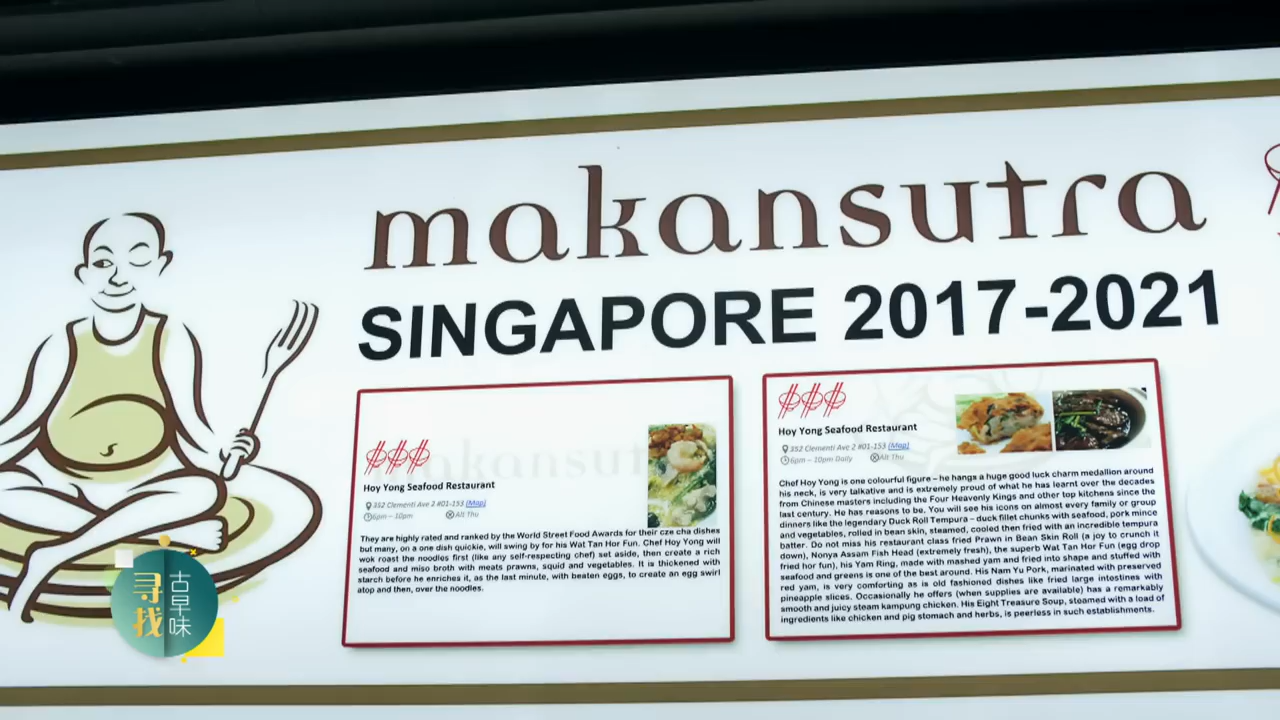 makansutra
SINGAPORE 2017-2021
Hoy Yong Seafood Restaurant
352 Clementi Ave 2 #01-153 (Map)
6pm – 10pm Alt Thu
They are highly rated and ranked by the World Street Food Awards for their cze cha dishes
but many, on a one dish quickie, will swing by for his Wat Tan Hor Fun. Chef Hoy Yong will
wok roast the noodles first (like any self-respecting chef) set aside, then create a rich
seafood and miso broth with meats prawns, squid and vegetables. It is thickened with
starch before he enriches it, as the last minute, with beaten eggs, to create an egg swirl
atop and then, over the noodles.
Hoy Yong Seafood Restaurant
352 Clementi Ave 2 #01-153 (Map)
6pm – 10pm Daily Alt Thu
Chef Hoy Yong is one colourful figure – he hangs a huge good luck charm medallion around
his neck, is very talkative and is extremely proud of what he has learnt over the decades
from Chinese masters including the Four Heavenly Kings and other top kitchens since the
last century. He has reasons to be. You will see his icons on almost every family or group
dinners like the legendary Duck Roll Tempura – duck fillet chunks with seafood, pork mince
and vegetables, rolled in bean skin, steamed, cooled then fried with an incredible tempura
batter. Do not miss his restaurant class fried Prawn in Bean Skin Roll (a joy to crunch it
down), Nonya Assam Fish Head (extremely fresh), the superb Wat Tan Hor Fun (egg drop
fried hor fun), his Yam Ring, made with mashed yam and fried into shape and stuffed with
seafood and greens is one of the best around. His Nam Yu Pork, marinated with preserved
red yam, is very comforting as is old fashioned dishes like fried large intestines with
pineapple slices. Occasionally he offers (when supplies are available) has a remarkably
smooth and juicy steam kampung chicken. His Eight Treasure Soup, steamed with a load of
ingredients like chicken and pig stomach and herbs, is peerless in such establishments.
寻找
古早味